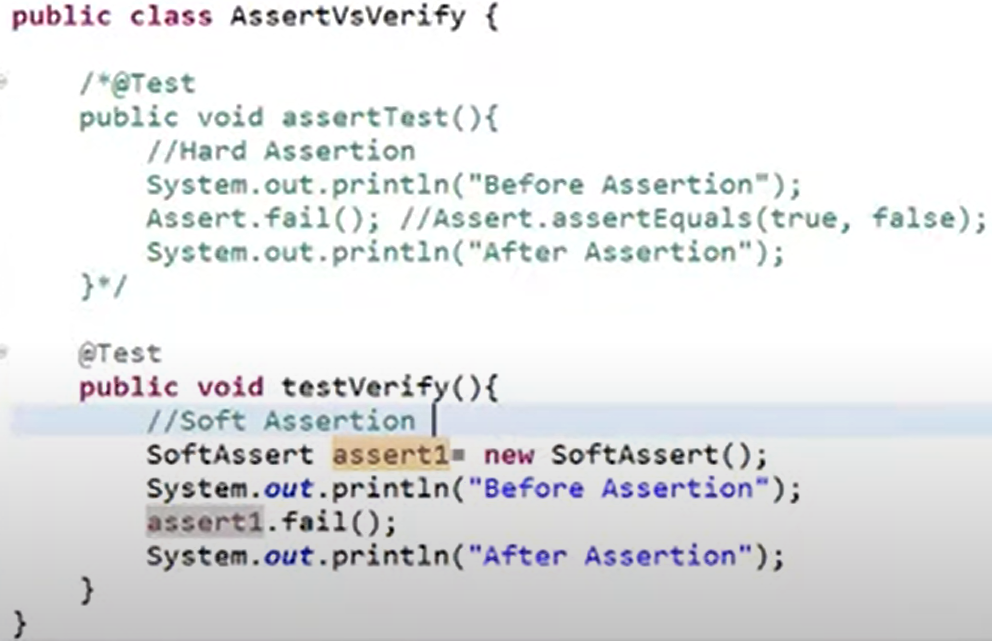 public class AssertVsVerify {
/*@Test
public void assertTest(){
//Hard Assertion
System.out.println("Before Assertion");
Assert.fail(); //Assert.assertEquals(true, false);
System.out.println("After Assertion");
}*/
@Test
public void testVerify(){
//Soft Assertion
SoftAssert assert1= new SoftAssert();
System.out.println("Before Assertion");
assert1.fail();
System.out.println("After Assertion");
}
}